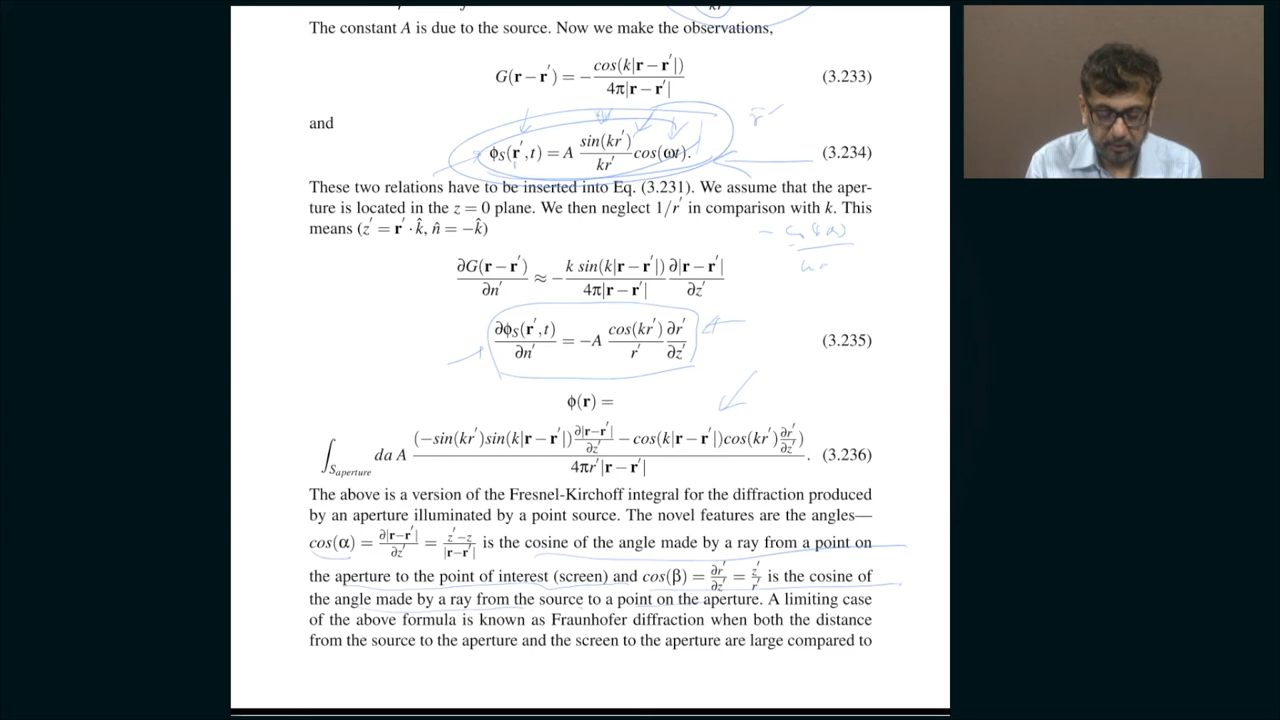 The constant A is due to the source. Now we make the observations,
G(r − r′) = − cos(k|r − r′|) / 4π|r − r′| (3.233)
and
ϕS(r′,t) = A sin(kr′) / kr′ cos(ωt). (3.234)
These two relations have to be inserted into Eq. (3.231). We assume that the aper-
ture is located in the z = 0 plane. We then neglect 1/r′ in comparison with k. This
means (z′ = r′ · k̂, n̂ = −k̂)
∂G(r − r′) / ∂n′ ≈ − k sin(k|r − r′|) / 4π|r − r′| ∂|r − r′| / ∂z′
∂ϕS(r′,t) / ∂n′ = −A cos(kr′) / r′ ∂r′ / ∂z′ (3.235)
ϕ(r) =
∫Saperture da A (−sin(kr′)sin(k|r − r′|) ∂|r−r′| / ∂z′ − cos(k|r − r′|)cos(kr′) ∂r′ / ∂z′) / 4πr′|r − r′| . (3.236)
The above is a version of the Fresnel-Kirchoff integral for the diffraction produced
by an aperture illuminated by a point source. The novel features are the angles—
cos(α) = ∂|r−r′| / ∂z′ = z′−z / |r−r′| is the cosine of the angle made by a ray from a point on
the aperture to the point of interest (screen) and cos(β) = ∂r′ / ∂z′ = z′ / r′ is the cosine of
the angle made by a ray from the source to a point on the aperture. A limiting case
of the above formula is known as Fraunhofer diffraction when both the distance
from the source to the aperture and the screen to the aperture are large compared to